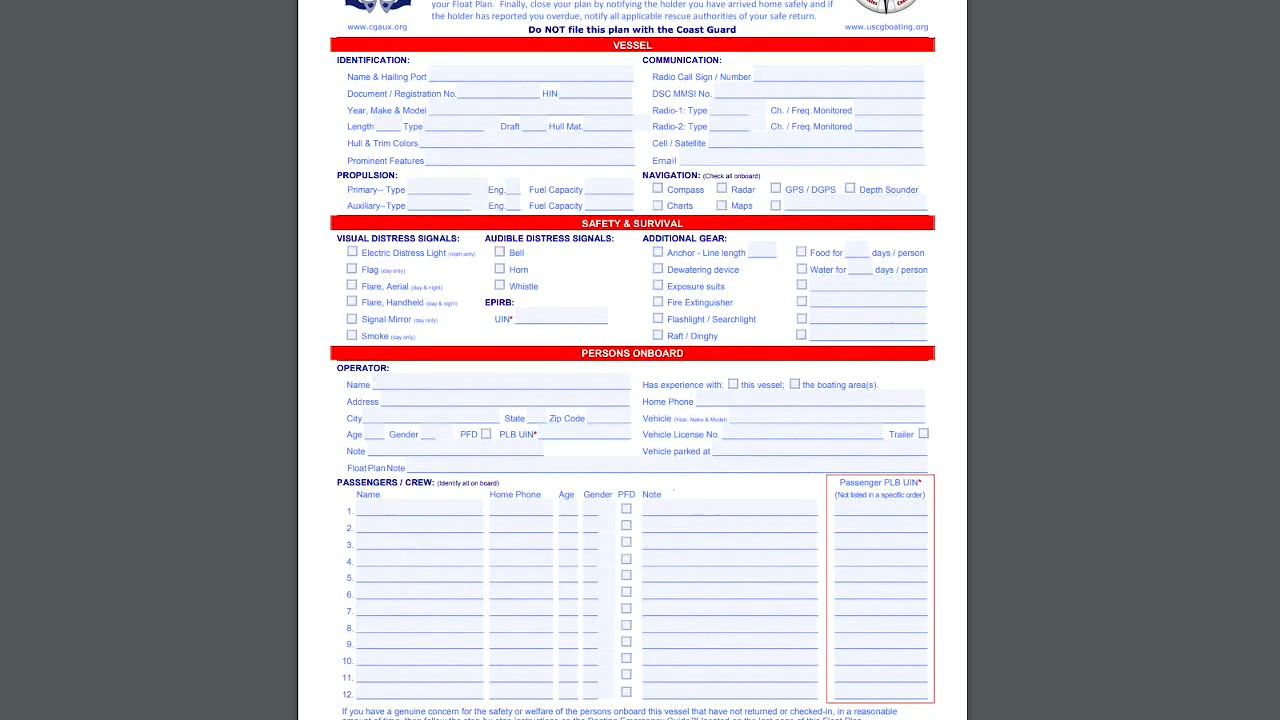 your Float Plan. Finally, close your plan by notifying the holder you have arrived home safely and if
the holder has reported you overdue, notify all applicable rescue authorities of your safe return.
www.cgaux.org
Do NOT file this plan with the Coast Guard
www.uscgboating.org
VESSEL
IDENTIFICATION:
Name & Hailing Port
Document / Registration No. HIN
Year, Make & Model
Length Type Draft Hull Mat.
Hull & Trim Colors
Prominent Features
COMMUNICATION:
Radio Call Sign / Number
DSC MMSI No.
Radio-1: Type Ch. / Freq. Monitored
Radio-2: Type Ch. / Freq. Monitored
Cell / Satellite
Email
PROPULSION:
Primary-- Type Eng. Fuel Capacity
Auxiliary--Type Eng. Fuel Capacity
NAVIGATION: (Check all onboard)
Compass Radar GPS / DGPS Depth Sounder
Charts Maps
SAFETY & SURVIVAL
VISUAL DISTRESS SIGNALS:
Electric Distress Light (night only)
Flag (day only)
Flare, Aerial (day & night)
Flare, Handheld (day & night)
Signal Mirror (day only)
Smoke (day only)
AUDIBLE DISTRESS SIGNALS:
Bell
Horn
Whistle
EPIRB:
UIN*
ADDITIONAL GEAR:
Anchor - Line length Food for days / person
Dewatering device Water for days / person
Exposure suits
Fire Extinguisher
Flashlight / Searchlight
Raft / Dinghy
PERSONS ONBOARD
OPERATOR:
Name
Address
City State Zip Code
Age Gender PFD PLB UIN*
Note
Has experience with: this vessel; the boating area(s).
Home Phone
Vehicle (Year, Make & Model)
Vehicle License No. Trailer
Vehicle parked at
Float Plan Note
PASSENGERS / CREW: (Identify all on board)
Passenger PLB UIN*
Name Home Phone Age Gender PFD Note (Not listed in a specific order)
1.
2.
3.
4.
5.
6.
7.
8.
9.
10.
11.
12.
If you have a genuine concern for the safety or welfare of the persons onboard this vessel that have not returned or checked-in, in a reasonable